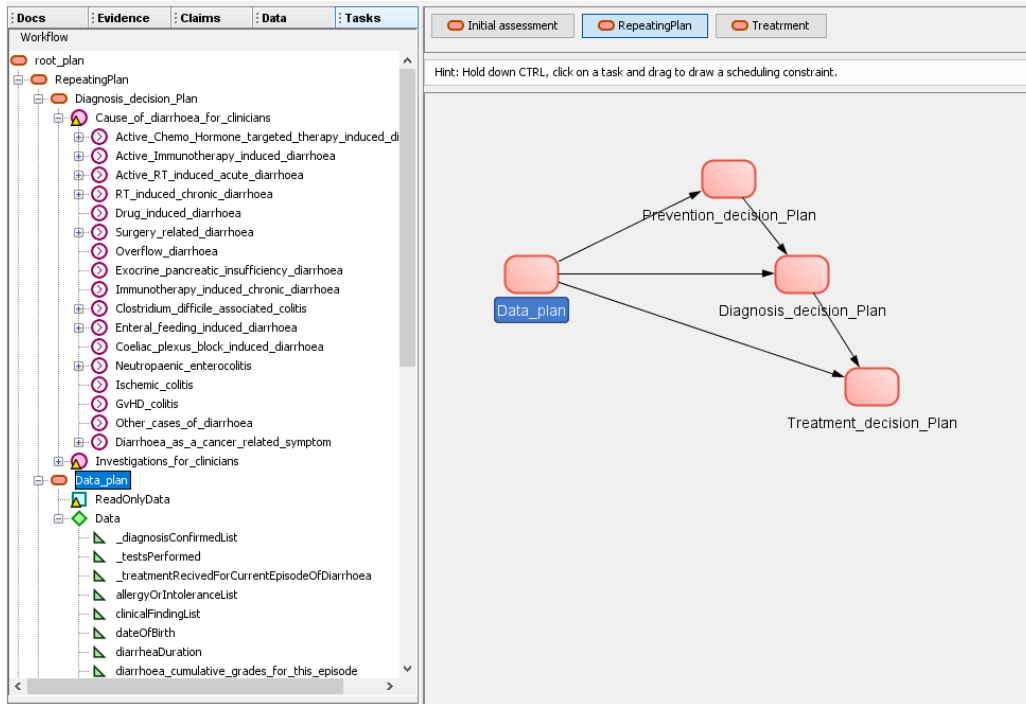 Docs
Evidence
Claims
Data
Tasks
Workflow
root_plan
RepeatingPlan
Diagnosis_decision_Plan
Cause_of_diarrhoea_for_clinicians
Active_Chemo_Hormone_targeted_therapy_induced_di
Active_Immunotherapy_induced_diarrhoea
Active_RT_induced_acute_diarrhoea
RT_induced_chronic_diarrhoea
Drug_induced_diarrhoea
Surgery_related_diarrhoea
Overflow_diarrhoea
Exocrine_pancreatic_insufficiency_diarrhoea
Immunotherapy_induced_chronic_diarrhoea
Clostridium_difficile_associated_colitis
Enteral_feeding_induced_diarrhoea
Coeliac_plexus_block_induced_diarrhoea
Neutropaenic_enterocolitis
Ischemic_colitis
GvHD_colitis
Other_cases_of_diarrhoea
Diarrhoea_as_a_cancer_related_symptom
Investigations_for_clinicians
Data_plan
ReadOnlyData
Data
_diagnosisConfirmedList
_testsPerformed
_treatmentRecivedForCurrentEpisodeOfDiarrhoea
allergyOrIntoleranceList
clinicalFindingList
dateOfBirth
diarrheaDuration
diarrhoea_cumulative_grades_for_this_episode
Initial assessment
RepeatingPlan
Treatrment
Hint: Hold down CTRL, click on a task and drag to draw a scheduling constraint.
Prevention_decision_Plan
Data_plan
Diagnosis_decision_Plan
Treatment_decision_Plan